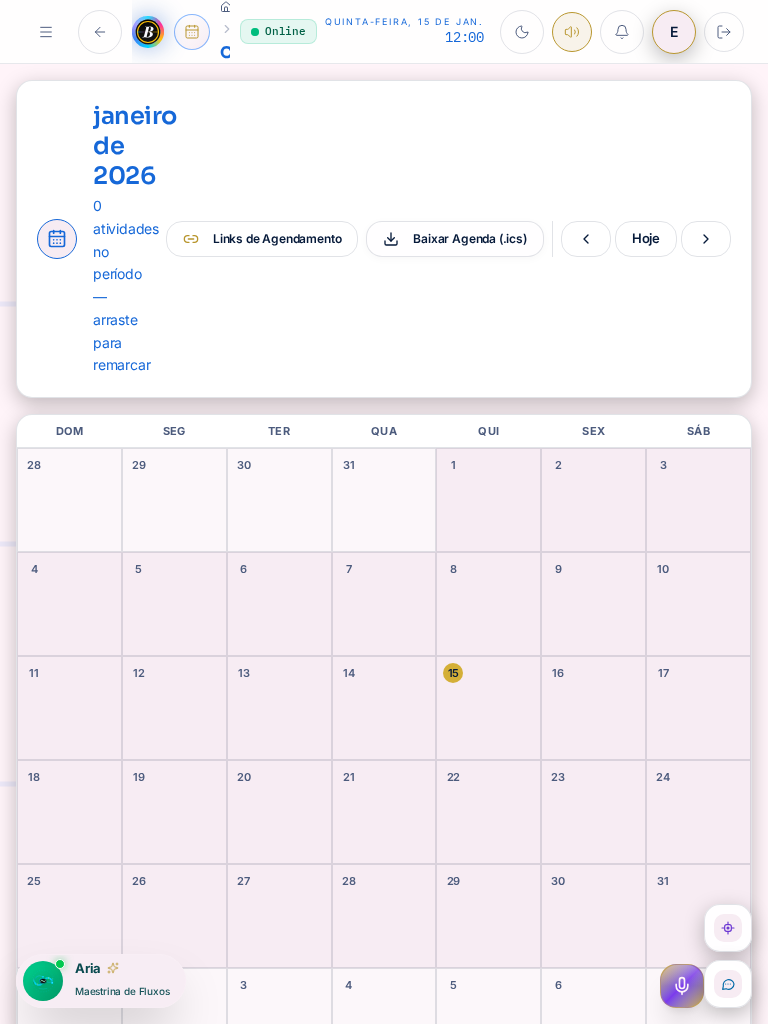 B
Online
QUINTA-FEIRA, 15 DE JAN.
12:00
E
janeiro
de
2026
0
atividades
no
período
—
arraste
para
remarcar
Links de Agendamento
Baixar Agenda (.ics)
Hoje
DOM SEG TER QUA QUI SEX SÁB
28 29 30 31 1 2 3
4 5 6 7 8 9 10
11 12 13 14 15 16 17
18 19 20 21 22 23 24
25 26 27 28 29 30 31
3 4 5 6
Aria
Maestrina de Fluxos